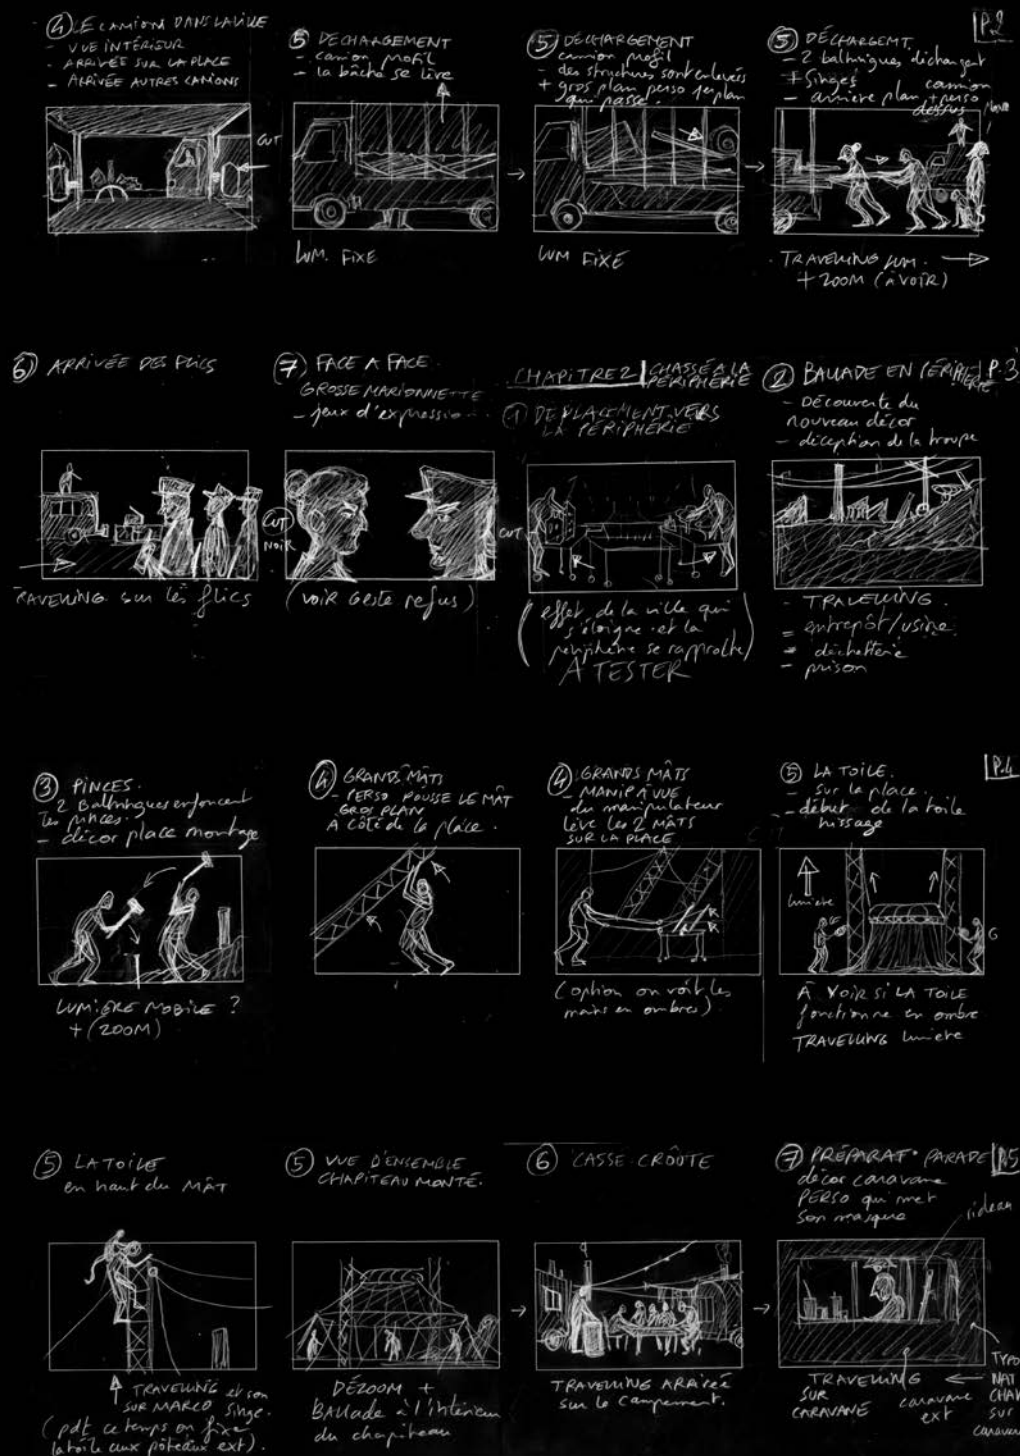 P.2
④ LE CAMION DANS LA VILLE
- VUE INTÉRIEUR
- ARRIVÉE SUR LA PLACE
- ARRIVÉE AUTRES CAMIONS
CUT
⑤ DÉCHARGEMENT
- camion profil
- la bâche se lève
LUM. FIXE
⑤ DÉCHARGEMENT
camion profil
- des structures sont enlevées
+ gros plan perso 1er plan
qui passe.
LUM FIXE
⑤ DÉCHARGEMT.
- 2 baltringues déchargent
+ singes camion
- arrière plan + perso
dessus
TRAVELLING LUM.
+ ZOOM (À VOIR)
⑥ ARRIVÉE DES FLICS
TRAVELLING sur les flics
⑦ FACE A FACE
GROSSE MARIONNETTE
- jeux d'expression
CUT
NOIR
(VOIR GESTE REFUS)
CUT
CHAPITRE 2 | CHASSÉ À LA
PÉRIPHÉRIE
① DÉPLACEMENT VERS
LA PÉRIPHÉRIE
(effet de la ville qui
s'éloigne et la
périphérie se rapproche)
A TESTER
P.3
② BALLADE EN PÉRIPHÉRIE
- Découverte du
nouveau décor
- déception de la troupe
- TRAVELLING
= entrepôt/usine
= déchetterie
- prison
③ PINCES.
2 Baltringues enfoncent
les pinces.
- décor place montage
LUMIÈRE MOBILE ?
+ (ZOOM)
④ GRANDS MÂTS
- PERSO POUSSE LE MÂT
GROS PLAN
À côté de la place.
④ GRANDS MÂTS
- MANIP À VUE
du manipulateur
lève les 2 MÂTS
SUR LA PLACE
(option on voit les
mains en ombres)
P.4
⑤ LA TOILE.
- sur la place.
- début de la toile
hissage
lumière
G
À VOIR SI LA TOILE
fonctionne en ombre
TRAVELLING lumière
⑤ LA TOILE
en haut du MÂT
TRAVELLING et son
SUR MARCO singe.
(pdt ce temps on fixe
la toile aux poteaux ext).
⑤ VUE D'ENSEMBLE
CHAPITEAU MONTÉ.
DÉZOOM +
BALLADE à l'intérieur
du chapiteau
⑥ CASSE-CROÛTE
TRAVELLING ARRIÈRE
sur le campement.
P.5
⑦ PRÉPARAT° PARADE
décor caravane
PERSO qui met
son masque
rideau
TRAVELLING
SUR
CARAVANE
caravane
ext
TYPO
NAT
CHAN
sur
caravane